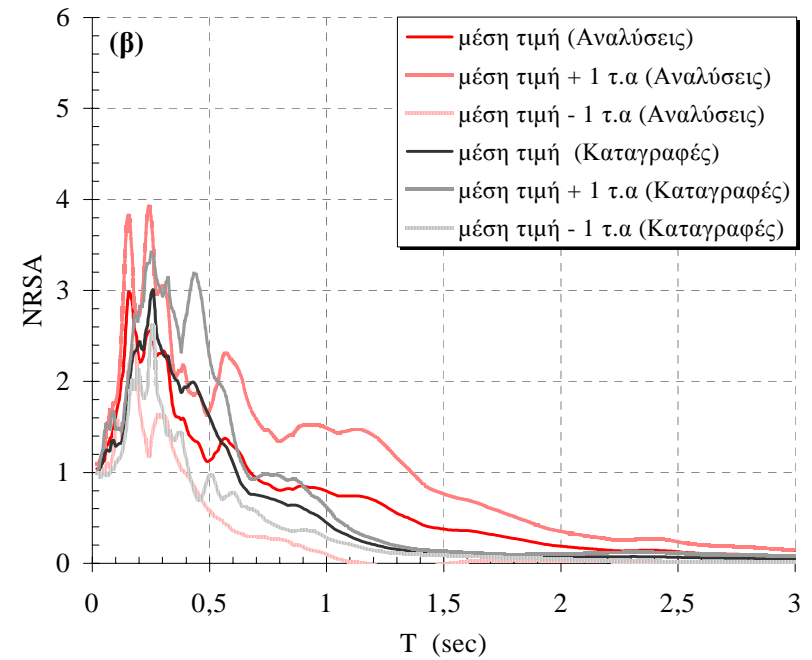 (β)
μέση τιμή (Αναλύσεις)
μέση τιμή + 1 τ.α (Αναλύσεις)
μέση τιμή - 1 τ.α (Αναλύσεις)
μέση τιμή (Καταγραφές)
μέση τιμή + 1 τ.α (Καταγραφές)
μέση τιμή - 1 τ.α (Καταγραφές)
NRSA
6
5
4
3
2
1
0
0 0,5 1 1,5 2 2,5 3
T (sec)